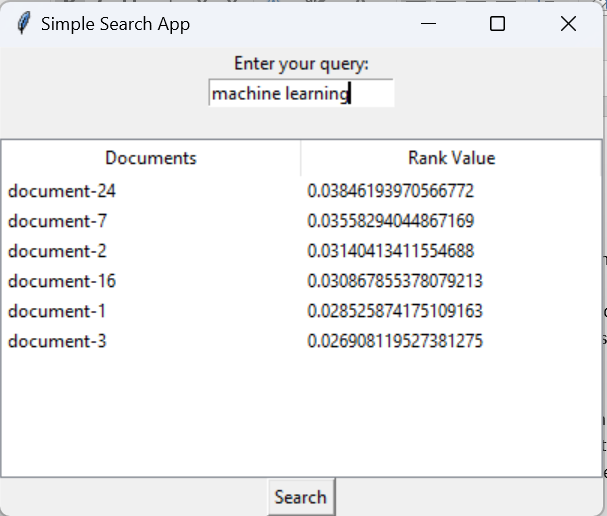 Simple Search App
Enter your query:
machine learning
Documents Rank Value
document-24 0.03846193970566772
document-7 0.03558294044867169
document-2 0.03140413411554688
document-16 0.030867855378079213
document-1 0.028525874175109163
document-3 0.026908119527381275
Search